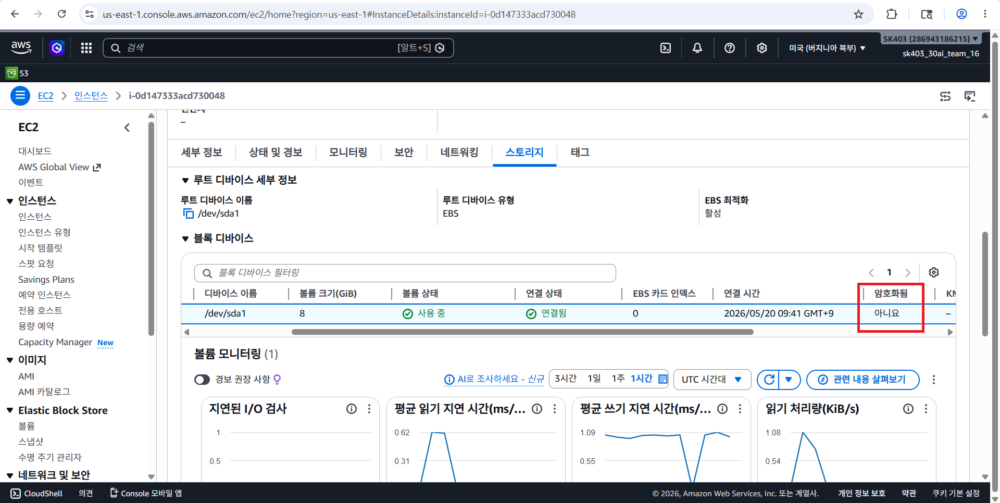 us-east-1.console.aws.amazon.com/ec2/home?region=us-east-1#InstanceDetails:instanceId=i-0d147333acd730048
aws
검색
[알트+S]
미국 (버지니아 북부) ▼
SK403 (286943186215) ▼
sk403_30ai_team_16
S3
EC2 > 인스턴스 > i-0d147333acd730048
EC2
대시보드
AWS Global View
이벤트
인스턴스
인스턴스
인스턴스 유형
시작 템플릿
스팟 요청
Savings Plans
예약 인스턴스
전용 호스트
용량 예약
Capacity Manager New
이미지
AMI
AMI 카탈로그
Elastic Block Store
볼륨
스냅샷
수명 주기 관리자
네트워크 및 보안
–
세부 정보
상태 및 경보
모니터링
보안
네트워킹
스토리지
태그
루트 디바이스 세부 정보
루트 디바이스 이름
/dev/sda1
루트 디바이스 유형
EBS
EBS 최적화
활성
블록 디바이스
블록 디바이스 필터링
1
디바이스 이름 볼륨 크기(GiB) 볼륨 상태 연결 상태 EBS 카드 인덱스 연결 시간 암호화됨
/dev/sda1 8 사용 중 연결됨 0 2026/05/20 09:41 GMT+9 아니요 –
볼륨 모니터링 (1)
경보 권장 사항
AI로 조사하세요 - 신규
3시간 1일 1주 1시간
UTC 시간대
관련 내용 살펴보기
지연된 I/O 검사
1
0.5
평균 읽기 지연 시간(ms/...
0.62
0.31
평균 쓰기 지연 시간(ms/...
1.09
0.55
읽기 처리량(KiB/s)
1.08
0.54
CloudShell 의견 Console 모바일 앱
© 2026, Amazon Web Services, Inc. 또는 계열사. 개인 정보 보호 약관 쿠키 기본 설정